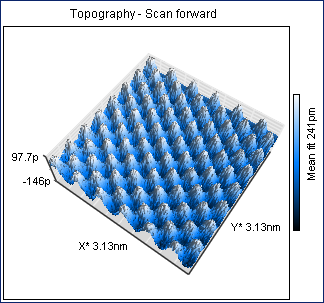 Topography - Scan forward
97.7p
-146p
X* 3.13nm
Y* 3.13nm
Mean fit 241pm